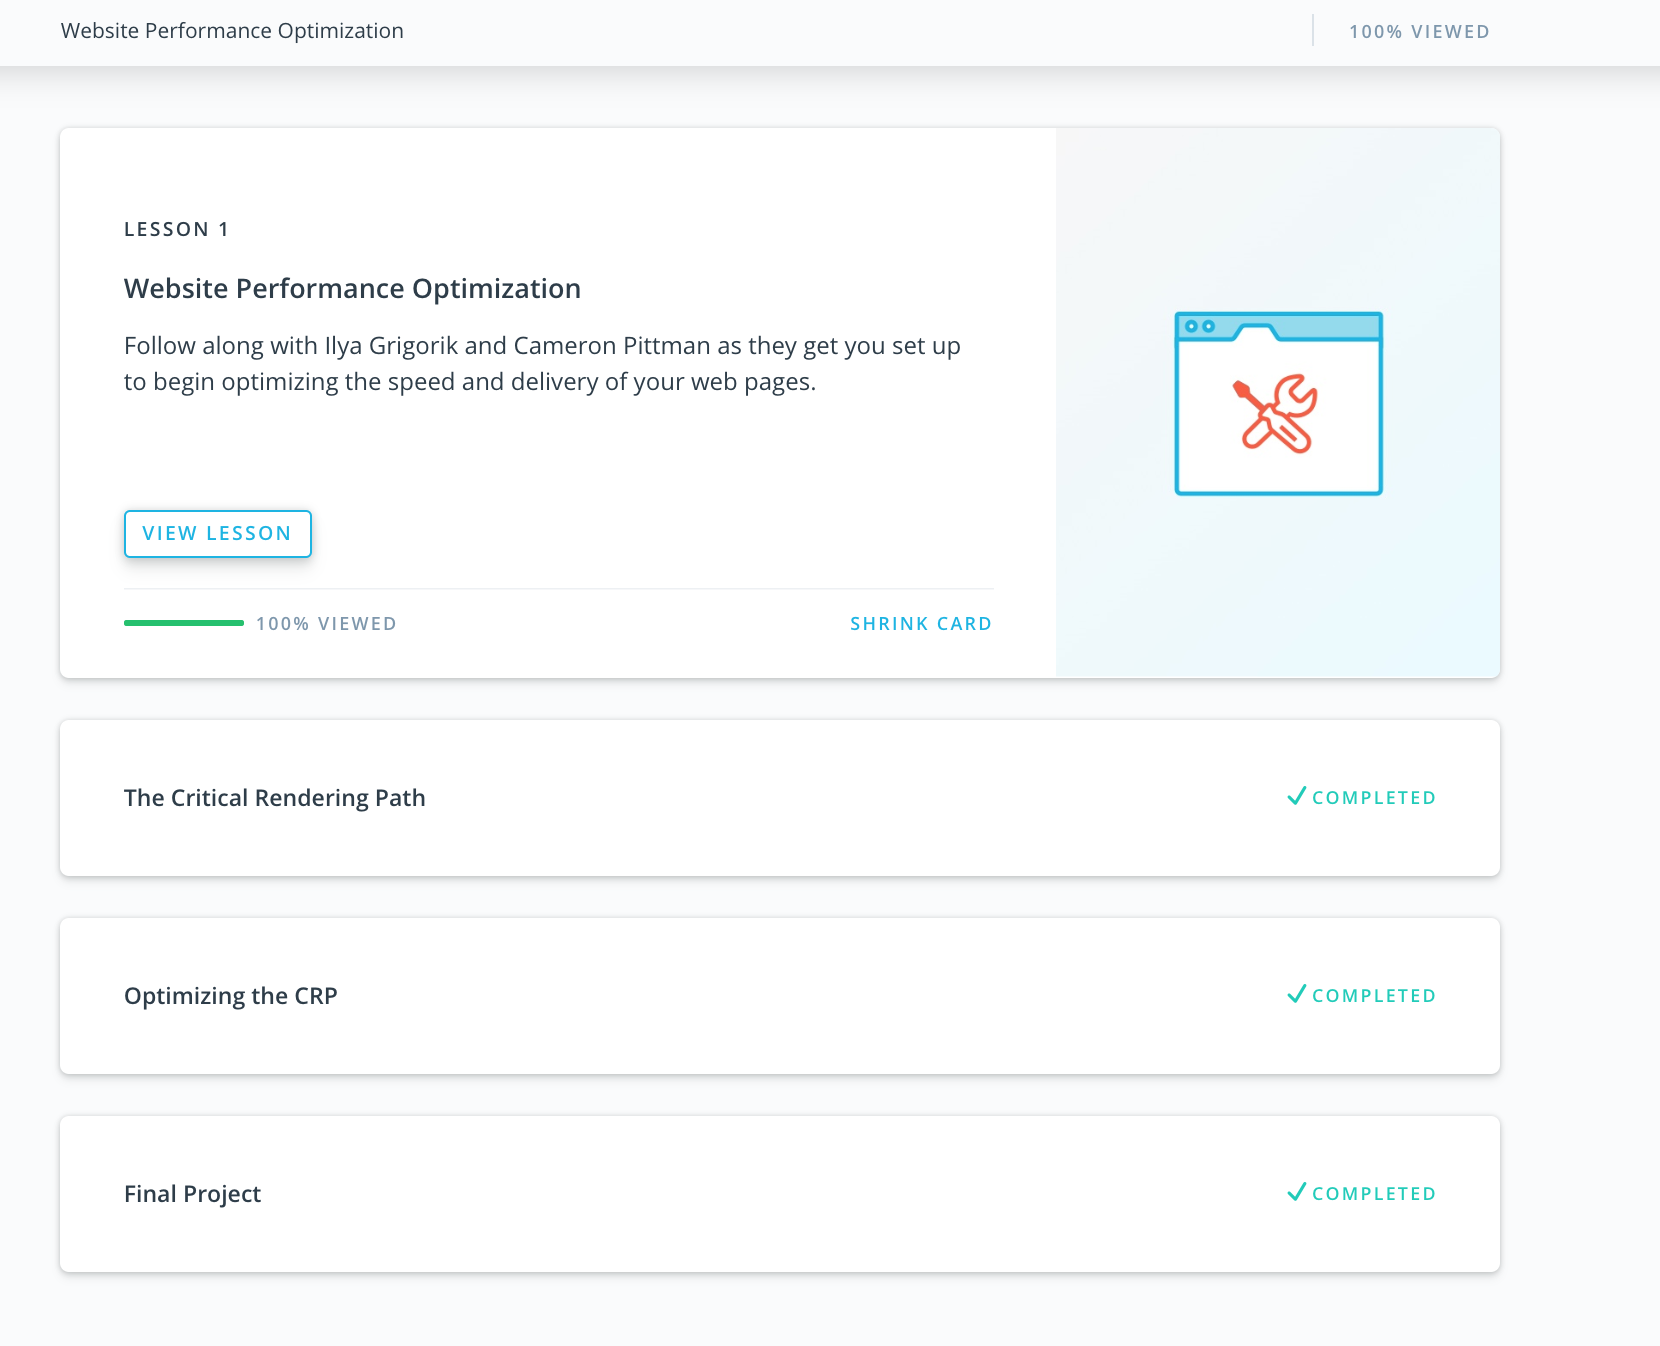 Website Performance Optimization
100% VIEWED
LESSON 1
Website Performance Optimization
Follow along with Ilya Grigorik and Cameron Pittman as they get you set up
to begin optimizing the speed and delivery of your web pages.
VIEW LESSON
100% VIEWED
SHRINK CARD
The Critical Rendering Path
COMPLETED
Optimizing the CRP
COMPLETED
Final Project
COMPLETED